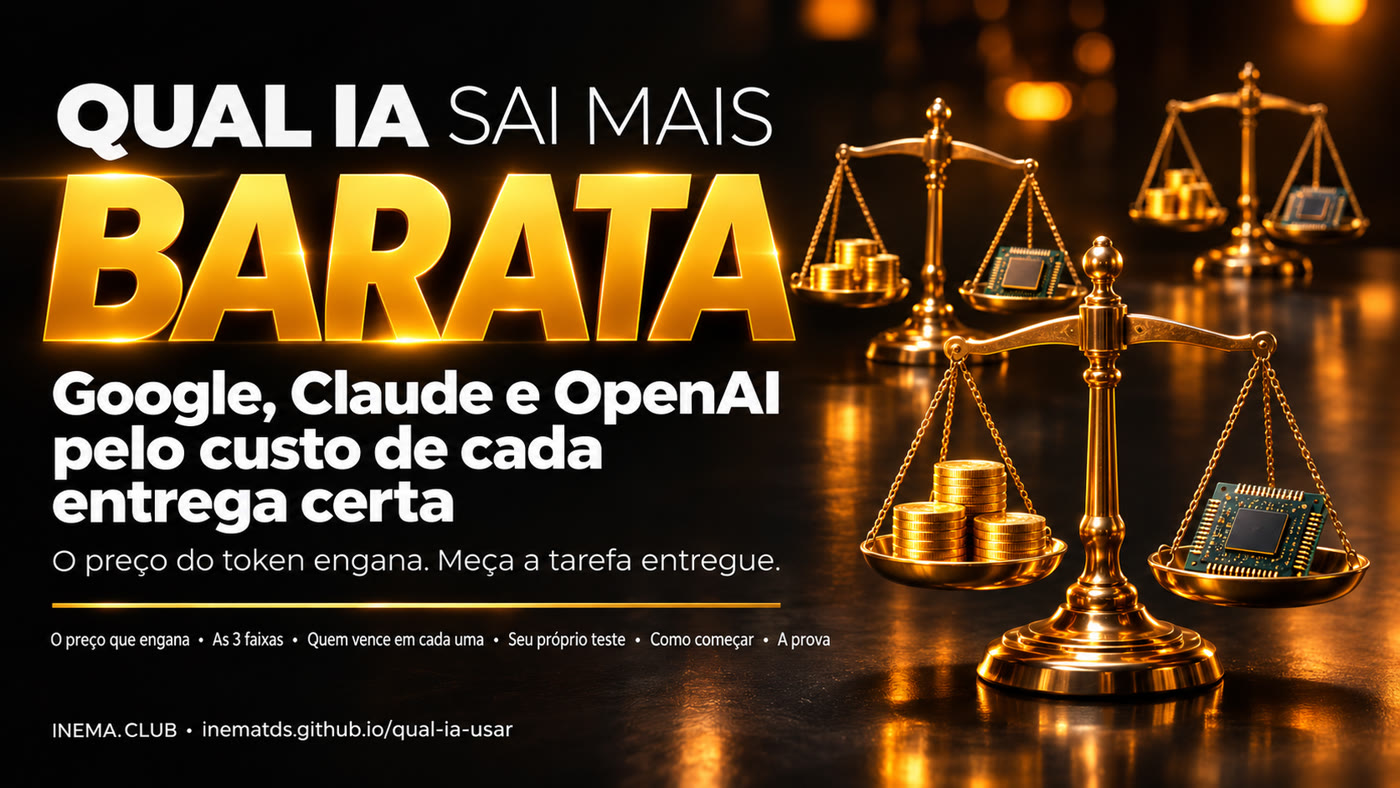 QUAL IA SAI MAIS
BARATA
Google, Claude e OpenAI
pelo custo de cada
entrega certa
O preço do token engana. Meça a tarefa entregue.
O preço que engana • As 3 faixas • Quem vence em cada uma • Seu próprio teste • Como começar • A prova
INEMA.CLUB • inematds.github.io/qual-ia-usar